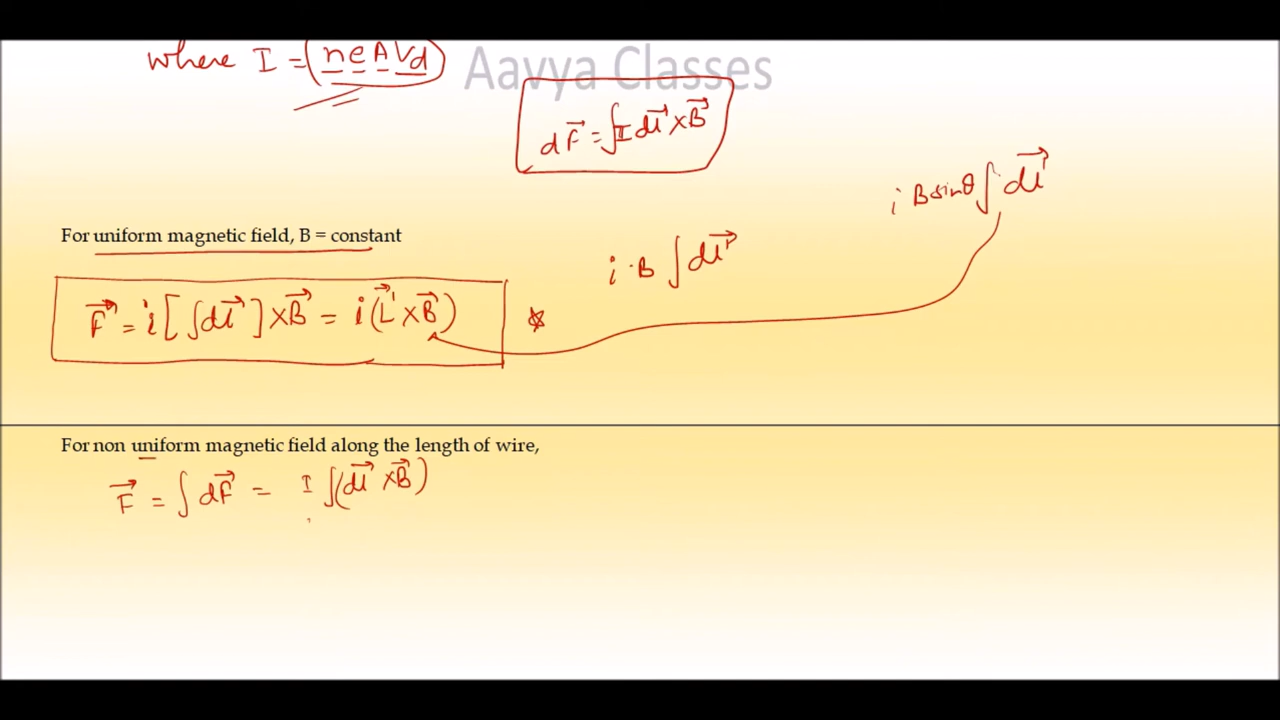 where I = (neAVd)
Aavya Classes
dF⃗ = ∫I dl⃗ × B⃗
i B sinθ ∫ dl⃗
For uniform magnetic field, B = constant
i · B ∫ dl⃗
F⃗ = i [ ∫dl⃗ ] × B⃗ = i (L⃗ × B⃗)
For non uniform magnetic field along the length of wire,
F⃗ = ∫ dF⃗ = I ∫(dl⃗ × B⃗)